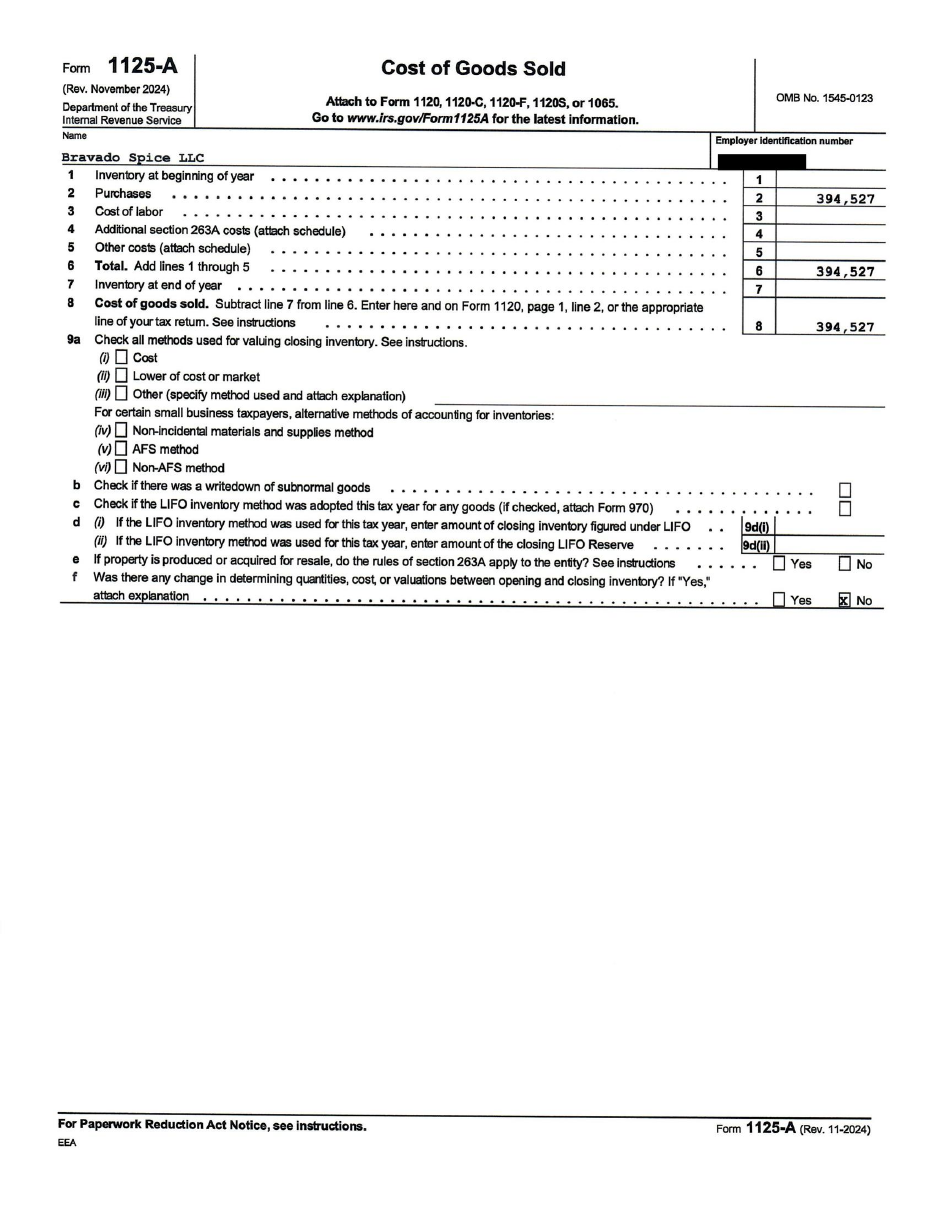 Form 1125-A
(Rev. November 2024)
Department of the Treasury
Internal Revenue Service
Cost of Goods Sold
Attach to Form 1120, 1120-C, 1120-F, 1120S, or 1065.
Go to www.irs.gov/Form1125A for the latest information.
OMB No. 1545-0123
Name
Employer identification number
Bravado Spice LLC
1 Inventory at beginning of year 1
2 Purchases 2 394,527
3 Cost of labor 3
4 Additional section 263A costs (attach schedule) 4
5 Other costs (attach schedule) 5
6 Total. Add lines 1 through 5 6 394,527
7 Inventory at end of year 7
8 Cost of goods sold. Subtract line 7 from line 6. Enter here and on Form 1120, page 1, line 2, or the appropriate
line of your tax return. See instructions 8 394,527
9a Check all methods used for valuing closing inventory. See instructions.
(i) Cost
(ii) Lower of cost or market
(iii) Other (specify method used and attach explanation)
For certain small business taxpayers, alternative methods of accounting for inventories:
(iv) Non-incidental materials and supplies method
(v) AFS method
(vi) Non-AFS method
b Check if there was a writedown of subnormal goods
c Check if the LIFO inventory method was adopted this tax year for any goods (if checked, attach Form 970)
d (i) If the LIFO inventory method was used for this tax year, enter amount of closing inventory figured under LIFO 9d(i)
(ii) If the LIFO inventory method was used for this tax year, enter amount of the closing LIFO Reserve 9d(ii)
e If property is produced or acquired for resale, do the rules of section 263A apply to the entity? See instructions Yes No
f Was there any change in determining quantities, cost, or valuations between opening and closing inventory? If "Yes,"
attach explanation Yes X No
For Paperwork Reduction Act Notice, see instructions.
Form 1125-A (Rev. 11-2024)
EEA